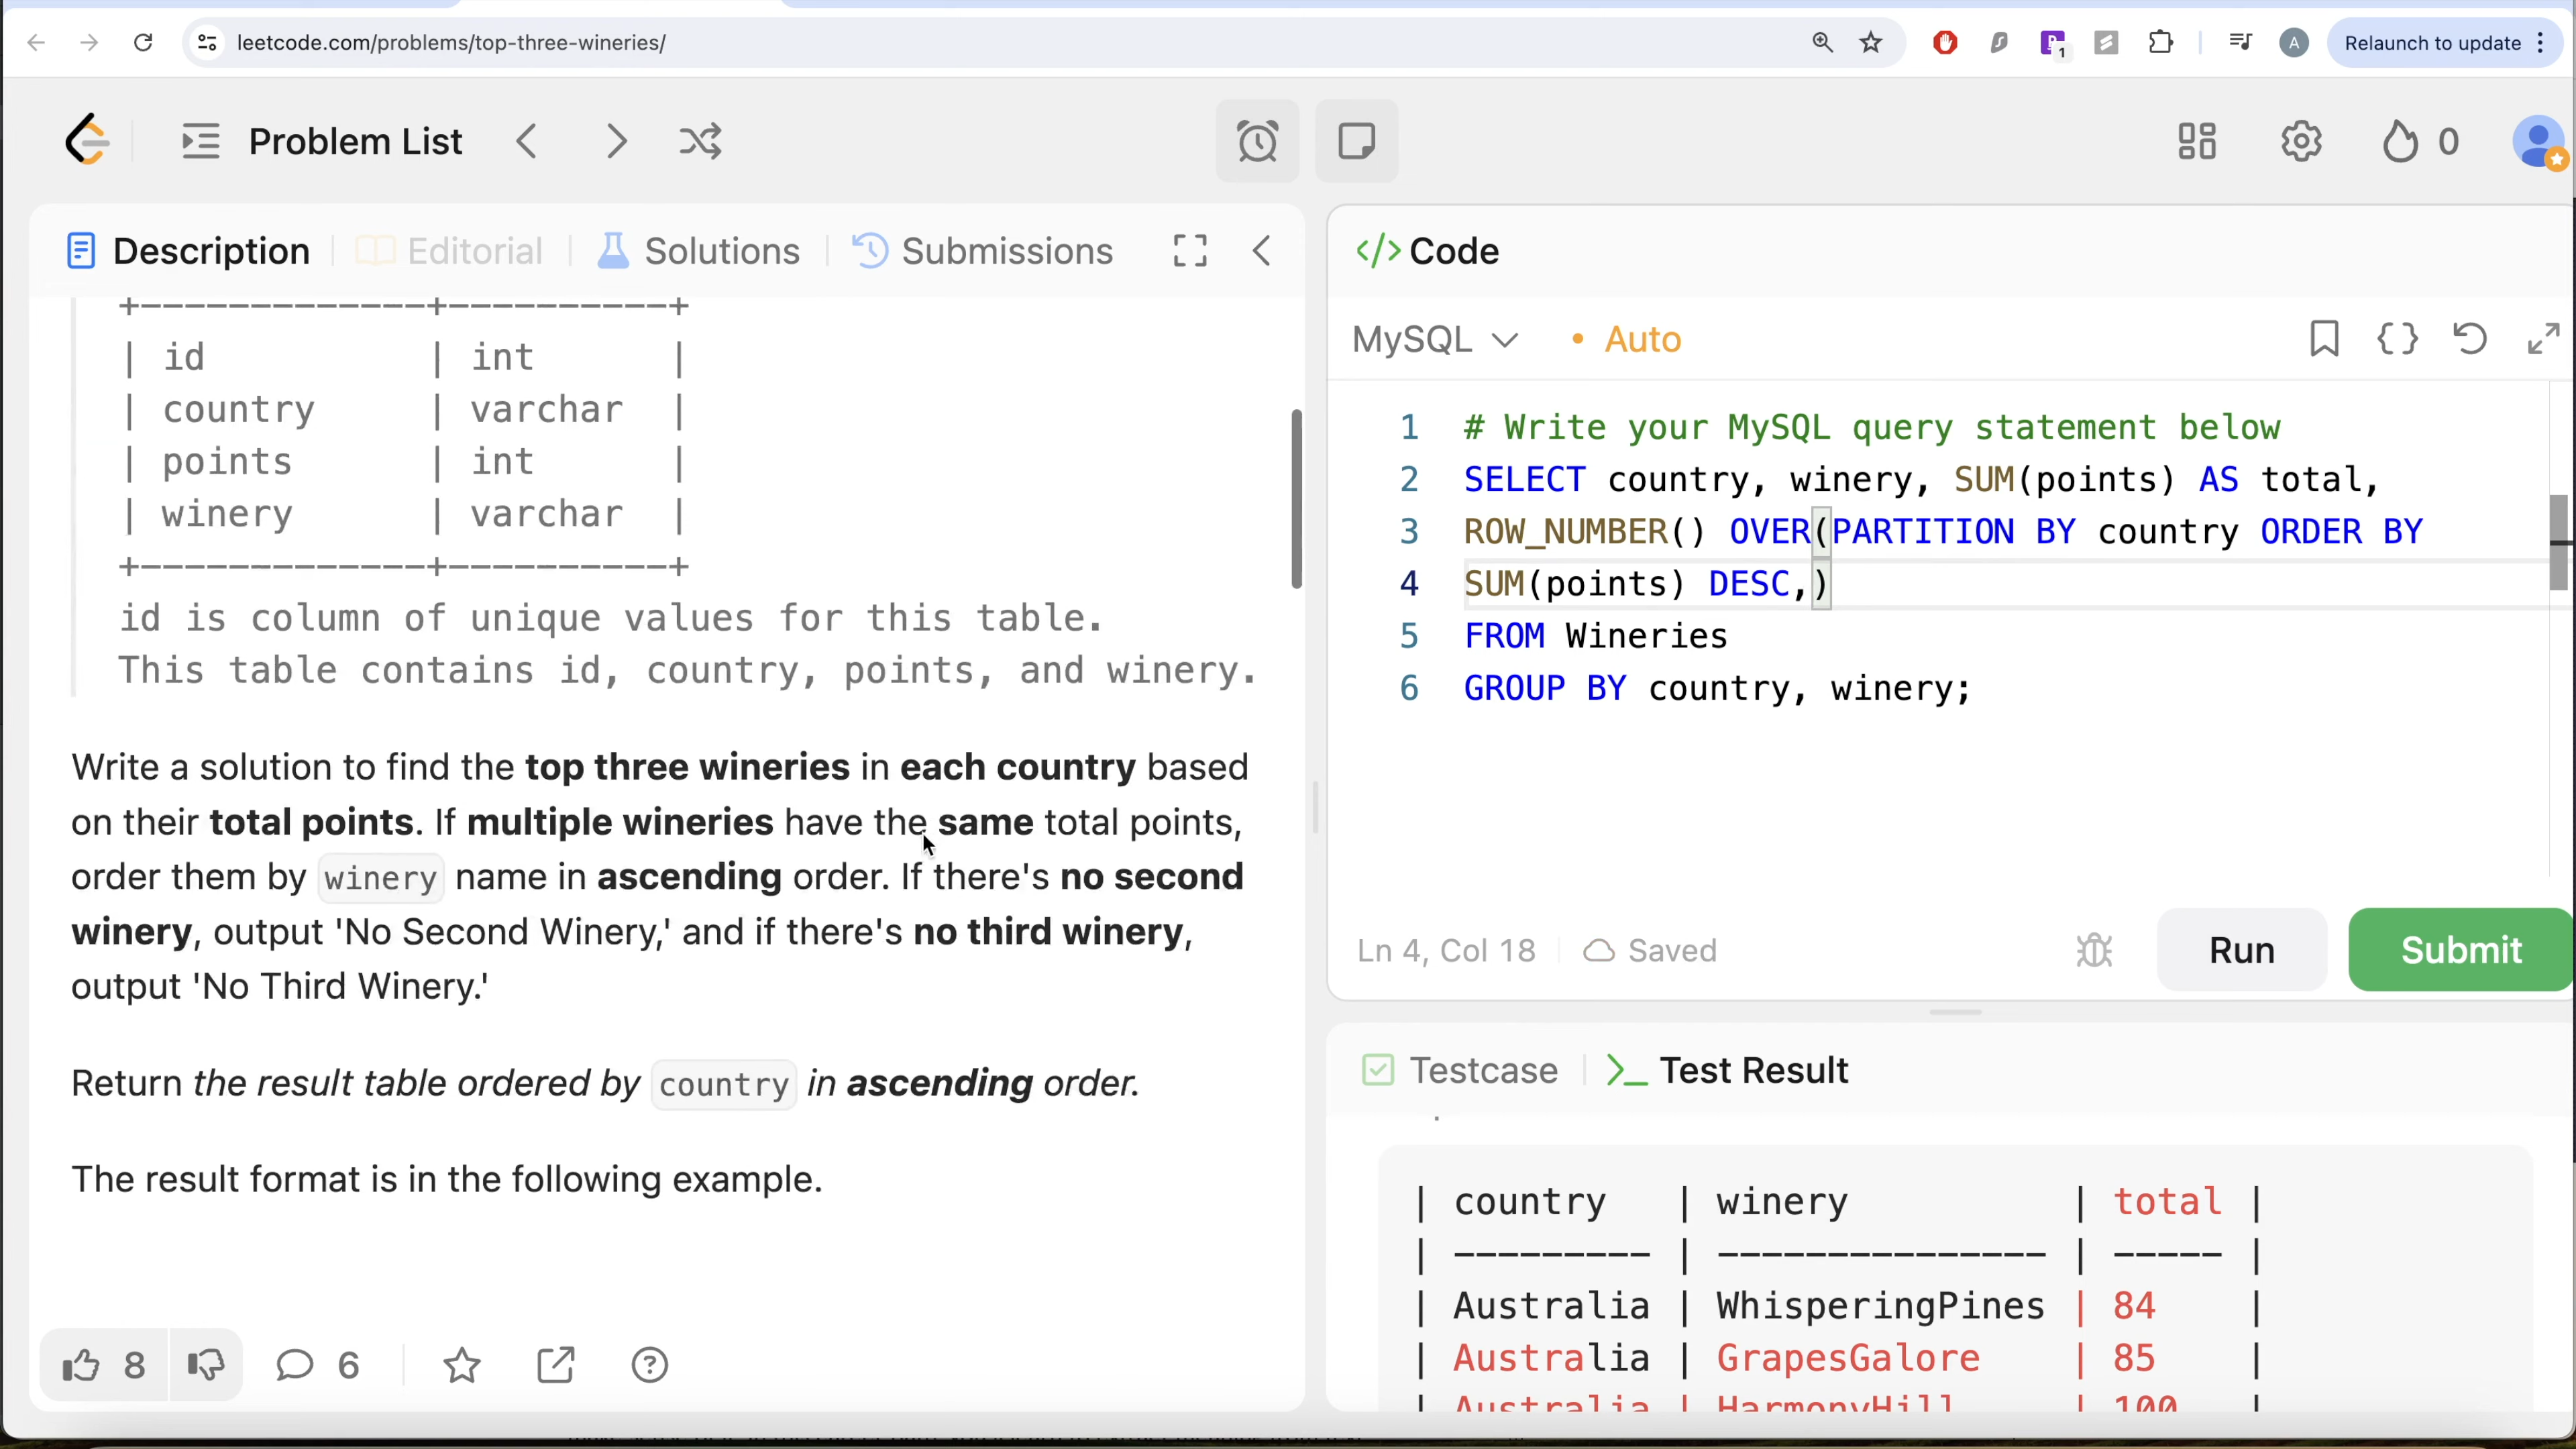 leetcode.com/problems/top-three-wineries/
1
A
Relaunch to update
Problem List
0
Description
Editorial
Solutions
Submissions
+-------------+----------+
| id | int |
| country | varchar |
| points | int |
| winery | varchar |
+-------------+----------+
id is column of unique values for this table.
This table contains id, country, points, and winery.
Write a solution to find the top three wineries in each country based
on their total points. If multiple wineries have the same total points,
order them by winery name in ascending order. If there's no second
winery, output 'No Second Winery,' and if there's no third winery,
output 'No Third Winery.'
Return the result table ordered by country in ascending order.
The result format is in the following example.
8
6
</> Code
MySQL
• Auto
1 # Write your MySQL query statement below
2 SELECT country, winery, SUM(points) AS total,
3 ROW_NUMBER() OVER(PARTITION BY country ORDER BY
4 SUM(points) DESC,)
5 FROM Wineries
6 GROUP BY country, winery;
Ln 4, Col 18
Saved
Run
Submit
Testcase
>_ Test Result
| country | winery | total |
| --------- | --------------- | ----- |
| Australia | WhisperingPines | 84 |
| Australia | GrapesGalore | 85 |
| Australia | HarmonyHill | 100 |